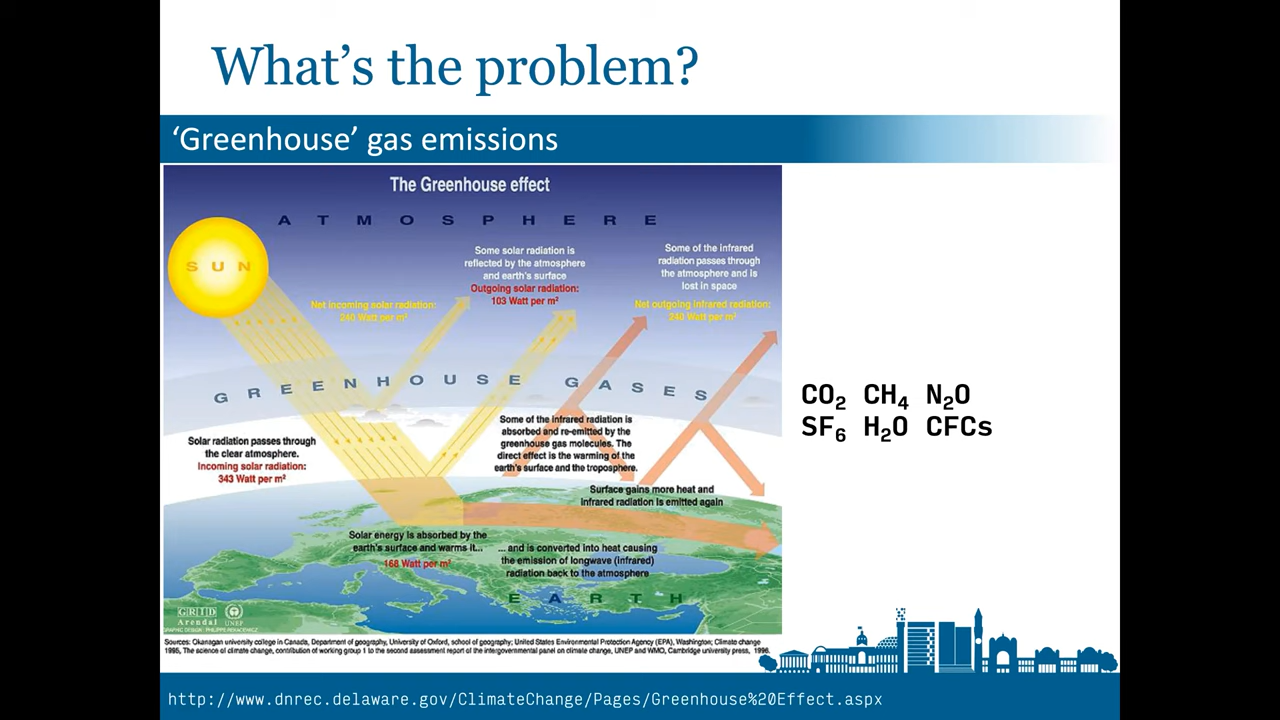 What’s the problem?
‘Greenhouse’ gas emissions
The Greenhouse effect
ATMOSPHERE
SUN
Some solar radiation is
reflected by the atmosphere
and earth's surface
Outgoing solar radiation:
103 Watt per m²
Some of the infrared
radiation passes through
the atmosphere and is
lost in space
Net outgoing infrared radiation:
240 Watt per m²
Net incoming solar radiation:
240 Watt per m²
GREENHOUSE GASES
CO₂ CH₄ N₂O
SF₆ H₂O CFCs
Solar radiation passes through
the clear atmosphere.
Incoming solar radiation:
343 Watt per m²
Some of the infrared radiation is
absorbed and re-emitted by the
greenhouse gas molecules. The
direct effect is the warming of the
earth's surface and the troposphere.
Surface gains more heat and
infrared radiation is emitted again
Solar energy is absorbed by the
earth's surface and warms it...
168 Watt per m²
... and is converted into heat causing
the emission of longwave (infrared)
radiation back to the atmosphere
EARTH
GRID
Arendal UNEP
GRAPHIC DESIGN : PHILIPPE REKACEWICZ
Sources: Okanagan university college in Canada, Department of geography, University of Oxford, school of geography; United States Environmental Protection Agency (EPA), Washington; Climate change
1995, The science of climate change, contribution of working group 1 to the second assessment report of the intergovernmental panel on climate change, UNEP and WMO, Cambridge university press, 1996.
http://www.dnrec.delaware.gov/ClimateChange/Pages/Greenhouse%20Effect.aspx